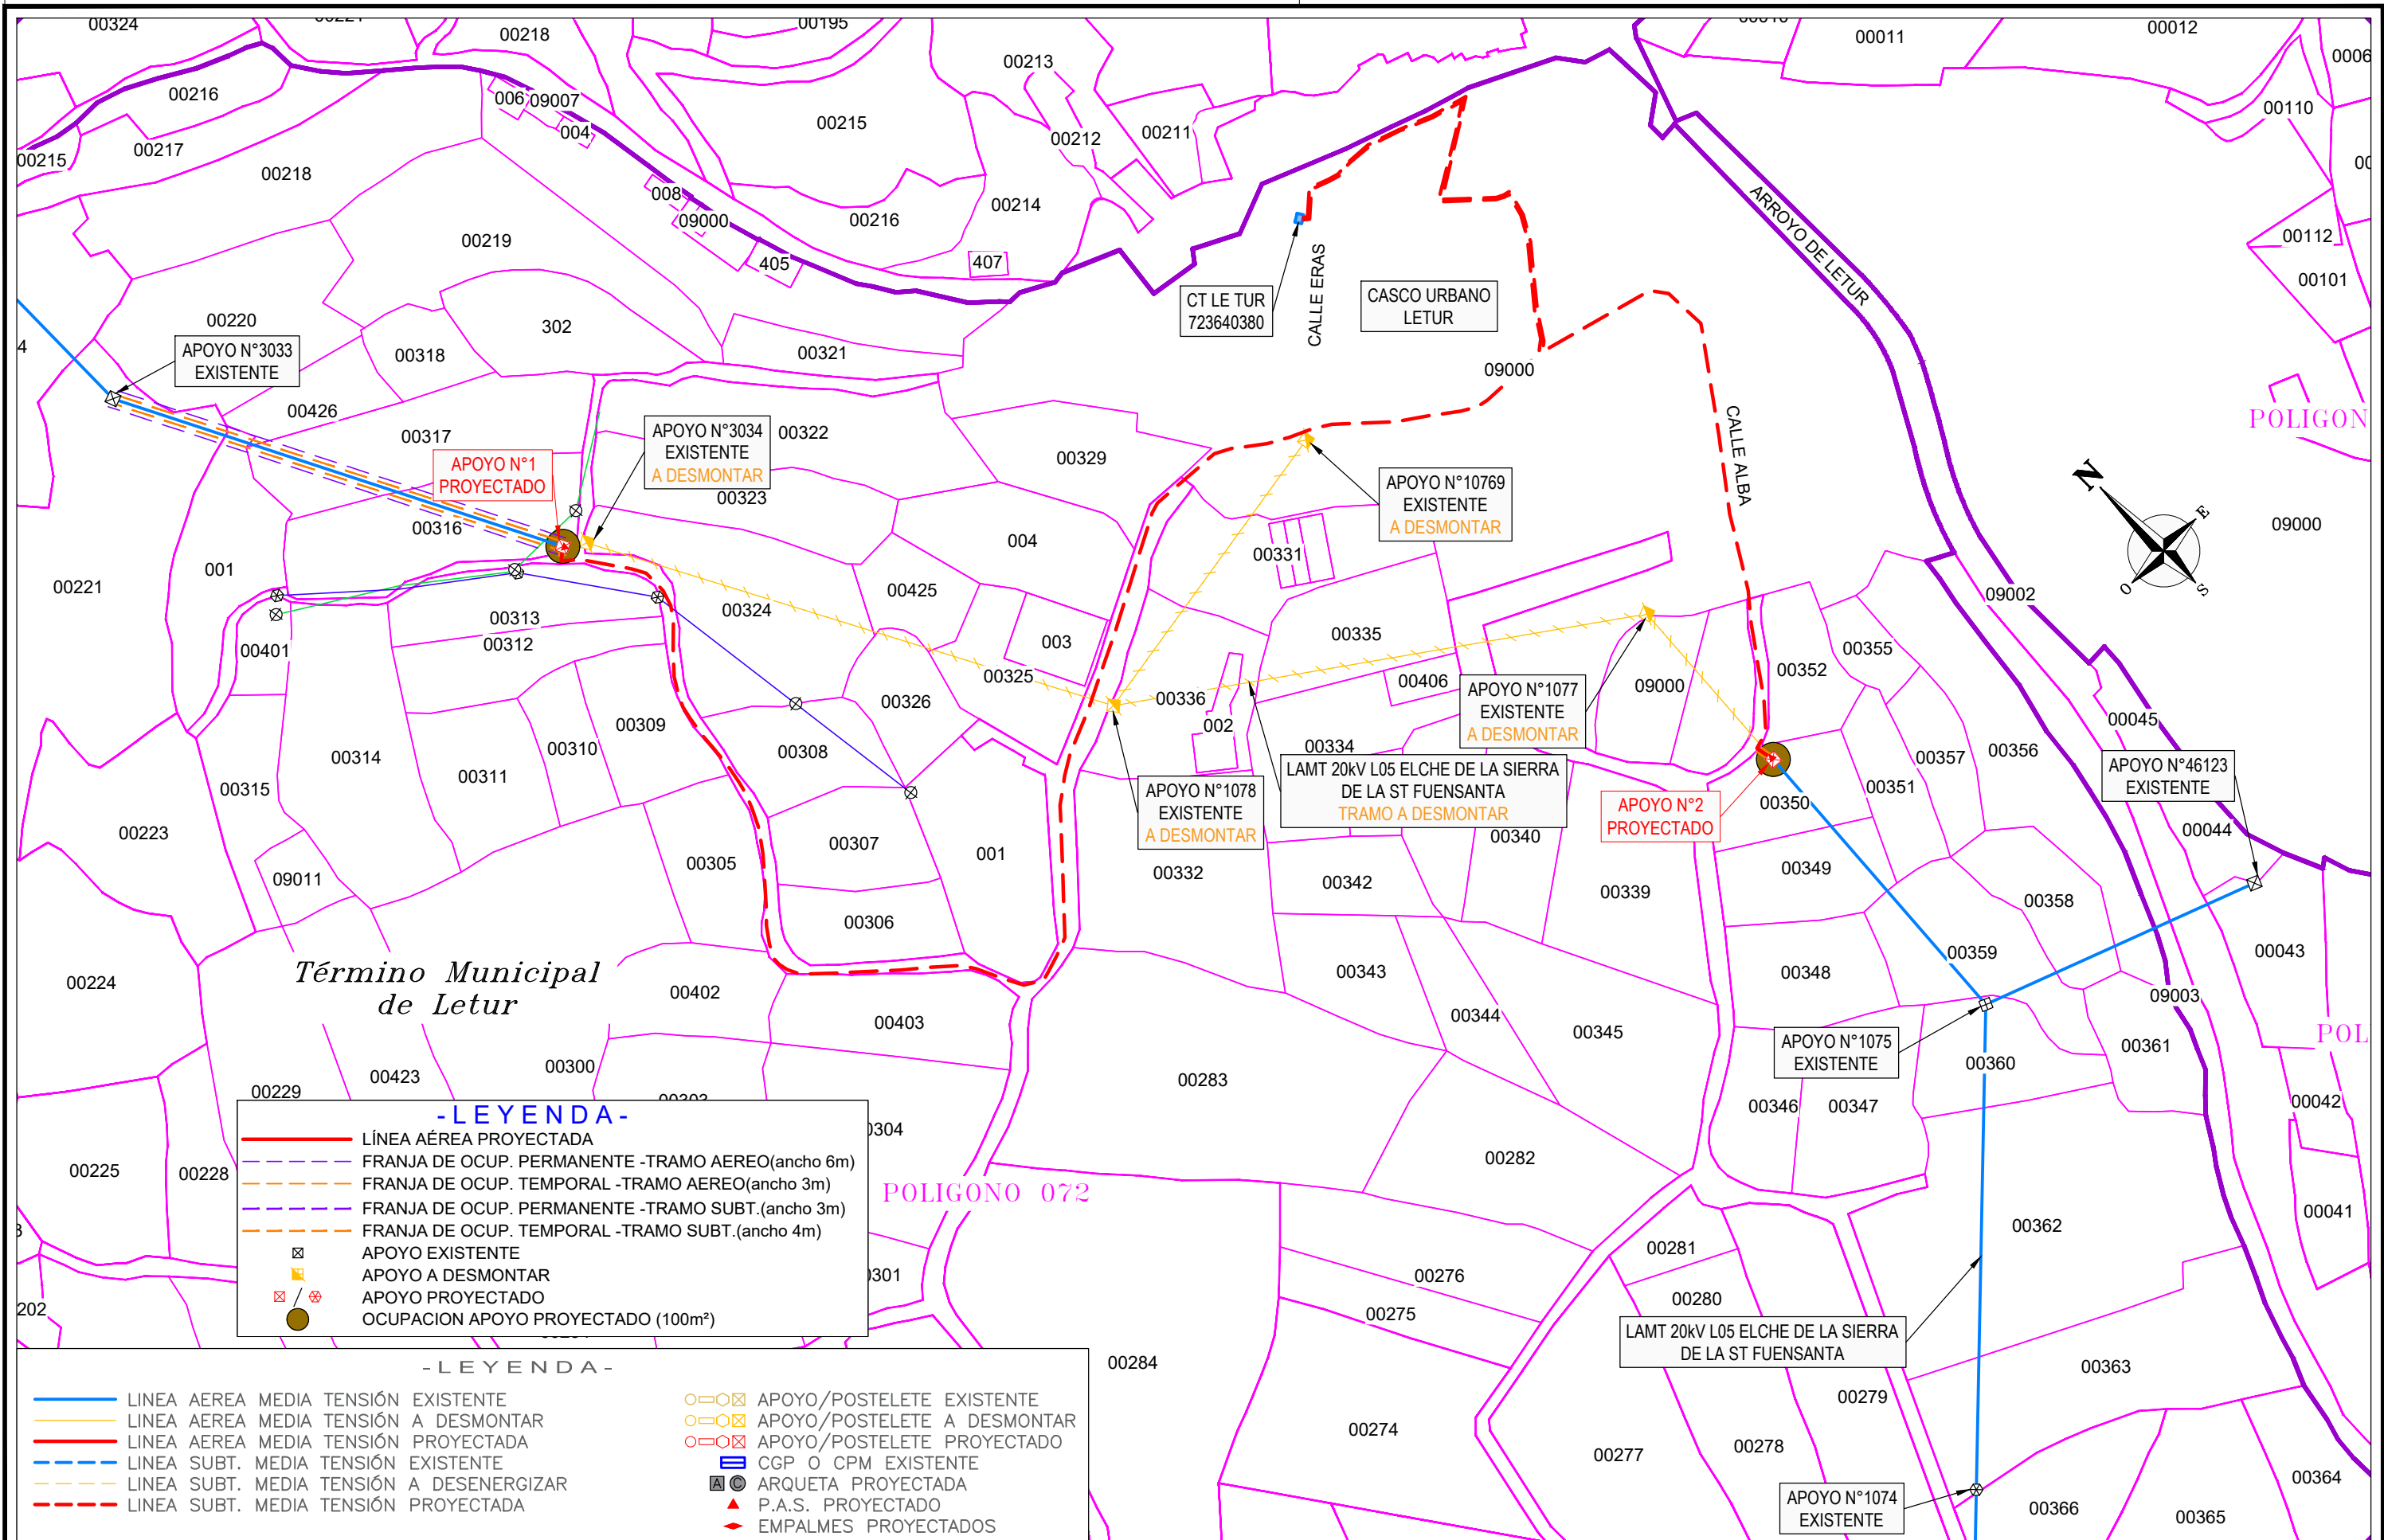 00324
00218
00195
00213
00011
00012
00216
006
09007
004
00215
00212
00211
00110
00215
00217
00218
008
09000
00216
00214
ARROYO DE LETUR
00219
405
407
00112
00101
CT LE TUR
723640380
CALLE ERAS
CASCO URBANO
LETUR
00220
302
00318
00321
4
APOYO N°3033
EXISTENTE
09000
00426
00317
APOYO N°3034
EXISTENTE
A DESMONTAR
00322
00329
CALLE ALBA
POLIGON
APOYO N°1
PROYECTADO
00323
APOYO N°10769
EXISTENTE
A DESMONTAR
N
E
S
O
09000
00316
004
00331
00221
001
00425
09002
00313
00324
00312
003
00335
00355
00352
00401
00325
00336
00406
09000
00326
002
APOYO N°1077
EXISTENTE
A DESMONTAR
00045
00309
00308
00310
00314
00311
00334
00357
00356
00315
APOYO N°1078
EXISTENTE
A DESMONTAR
LAMT 20kV L05 ELCHE DE LA SIERRA
DE LA ST FUENSANTA
TRAMO A DESMONTAR
APOYO N°2
PROYECTADO
00350
00351
APOYO N°46123
EXISTENTE
00223
00307
00340
00044
00305
001
00332
00342
00349
09011
00339
00358
00306
00359
00043
Término Municipal
de Letur
00224
00402
00343
00348
09003
00403
00344
00345
APOYO N°1075
EXISTENTE
00360
00361
POL
00229
00423
00300
00283
00346
00347
00042
00225
00228
00282
00041
POLIGONO 072
-LEYENDA-
LÍNEA AÉREA PROYECTADA
FRANJA DE OCUP. PERMANENTE -TRAMO AEREO(ancho 6m)
FRANJA DE OCUP. TEMPORAL -TRAMO AEREO(ancho 3m)
FRANJA DE OCUP. PERMANENTE -TRAMO SUBT.(ancho 3m)
FRANJA DE OCUP. TEMPORAL -TRAMO SUBT.(ancho 4m)
APOYO EXISTENTE
APOYO A DESMONTAR
APOYO PROYECTADO
OCUPACION APOYO PROYECTADO (100m²)
00362
00281
00276
00280
00275
202
LAMT 20kV L05 ELCHE DE LA SIERRA
DE LA ST FUENSANTA
00284
00363
00279
00274
00278
00277
00364
APOYO N°1074
EXISTENTE
00366
00365
-LEYENDA-
LINEA AEREA MEDIA TENSIÓN EXISTENTE
LINEA AEREA MEDIA TENSIÓN A DESMONTAR
LINEA AEREA MEDIA TENSIÓN PROYECTADA
LINEA SUBT. MEDIA TENSIÓN EXISTENTE
LINEA SUBT. MEDIA TENSIÓN A DESENERGIZAR
LINEA SUBT. MEDIA TENSIÓN PROYECTADA
APOYO/POSTELETE EXISTENTE
APOYO/POSTELETE A DESMONTAR
APOYO/POSTELETE PROYECTADO
CGP O CPM EXISTENTE
A C ARQUETA PROYECTADA
P.A.S. PROYECTADO
EMPALMES PROYECTADOS